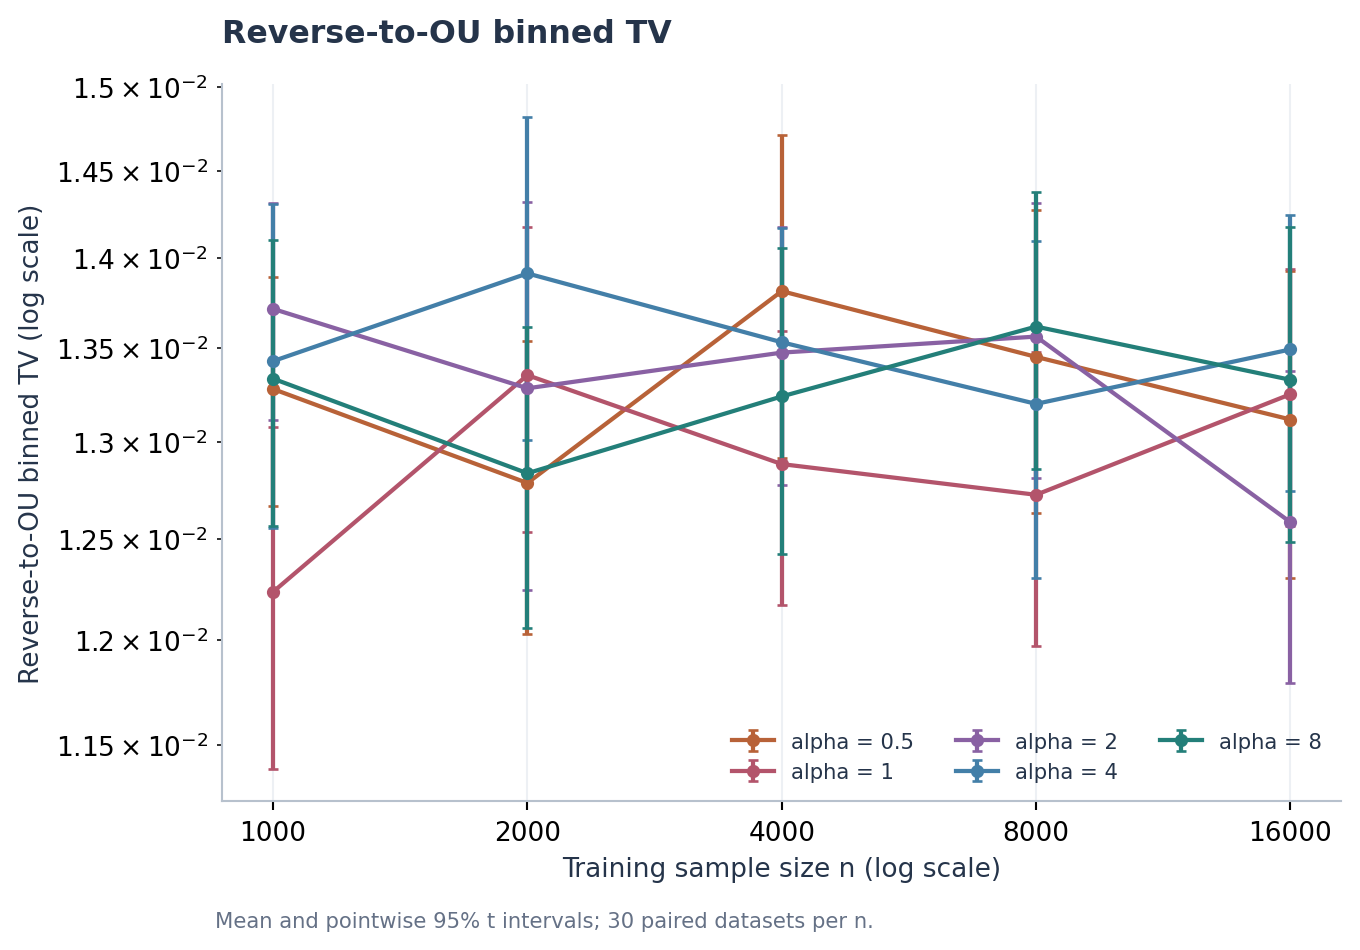 Reverse-to-OU binned TV
Reverse-to-OU binned TV (log scale)
1.5 × 10⁻²
1.45 × 10⁻²
1.4 × 10⁻²
1.35 × 10⁻²
1.3 × 10⁻²
1.25 × 10⁻²
1.2 × 10⁻²
1.15 × 10⁻²
alpha = 0.5 alpha = 2 alpha = 8
alpha = 1 alpha = 4
1000 2000 4000 8000 16000
Training sample size n (log scale)
Mean and pointwise 95% t intervals; 30 paired datasets per n.